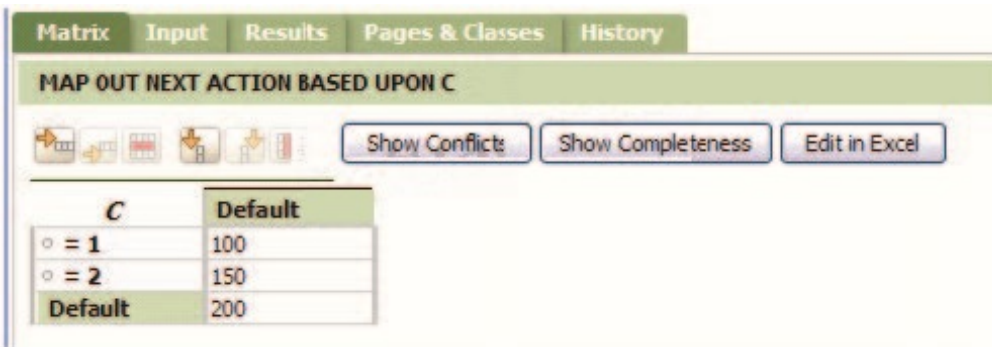 Matrix Input Results Pages & Classes History
MAP OUT NEXT ACTION BASED UPON C
Show Conflicts Show Completeness Edit in Excel
C Default
= 1 100
= 2 150
Default 200